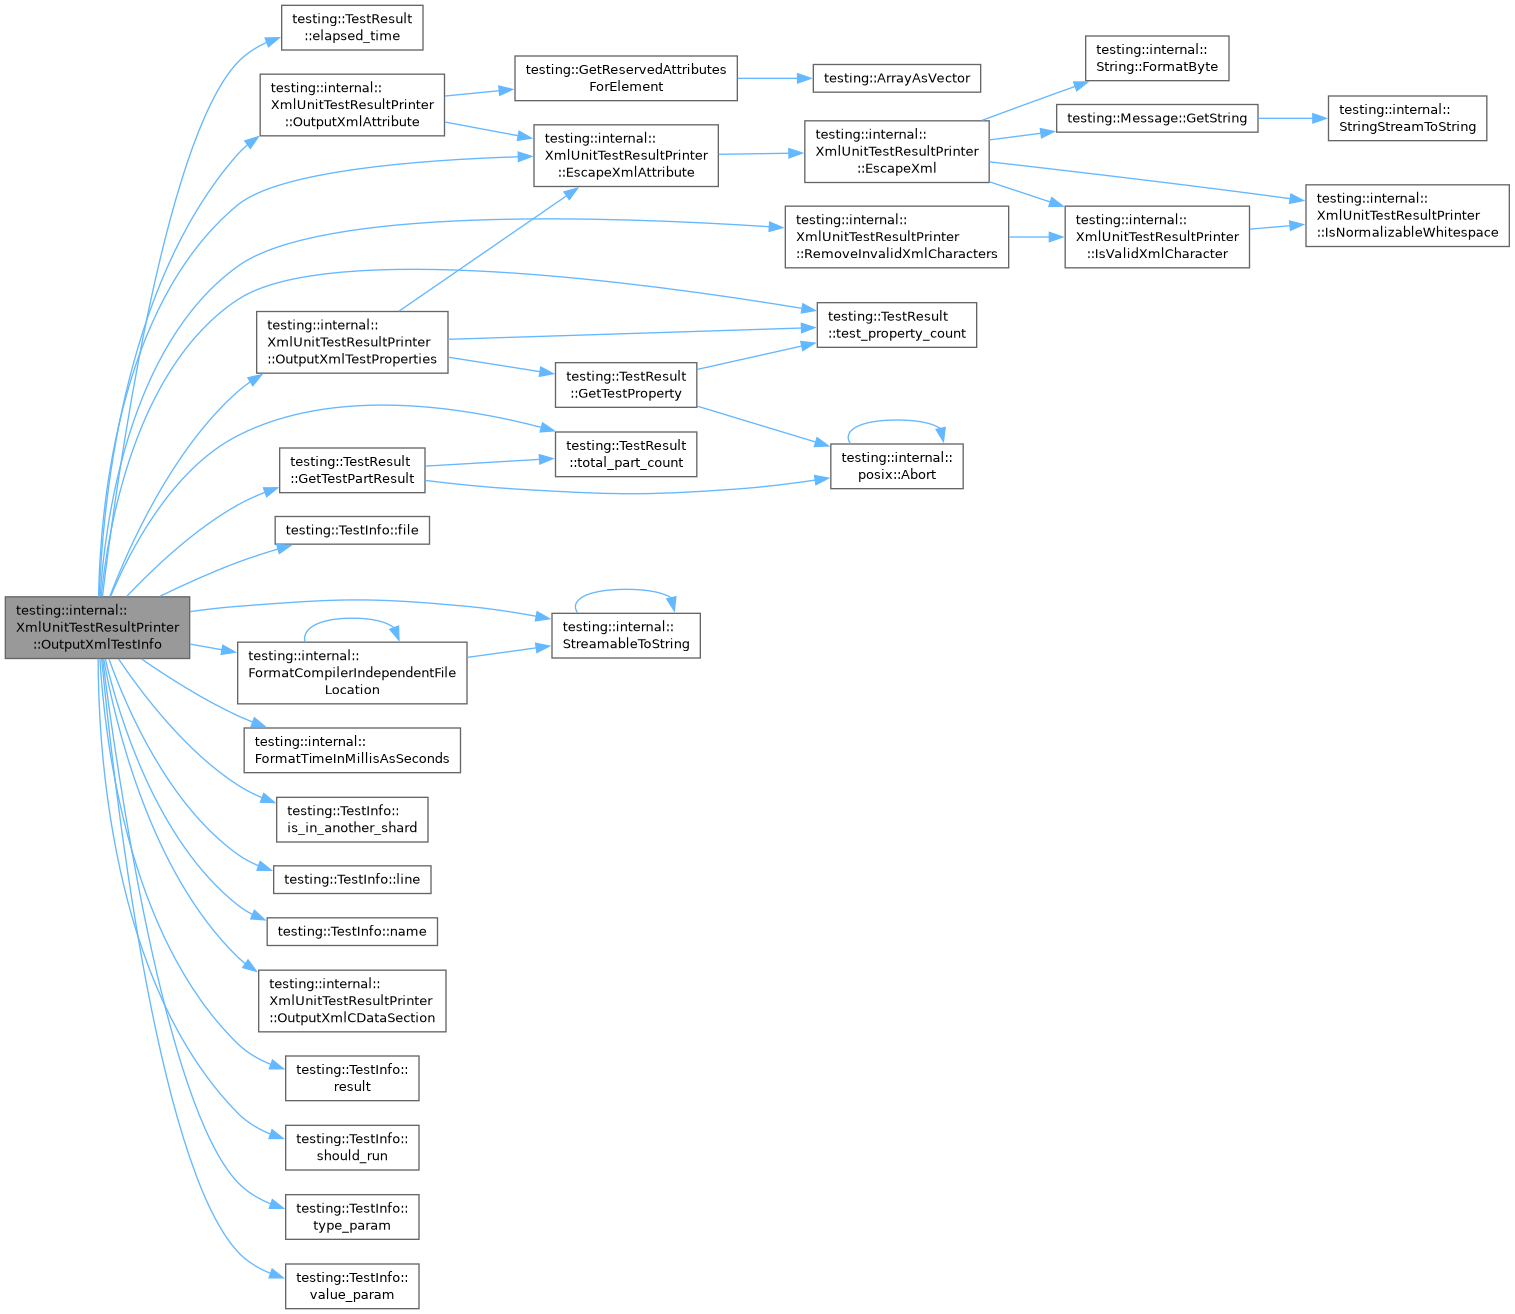 testing::TestResult
::elapsed_time
testing::internal::
XmlUnitTestResultPrinter
::OutputXmlAttribute
testing::GetReservedAttributes
ForElement
testing::ArrayAsVector
testing::internal::
String::FormatByte
testing::internal::
XmlUnitTestResultPrinter
::EscapeXmlAttribute
testing::internal::
XmlUnitTestResultPrinter
::EscapeXml
testing::Message::GetString
testing::internal::
StringStreamToString
testing::internal::
XmlUnitTestResultPrinter
::RemoveInvalidXmlCharacters
testing::internal::
XmlUnitTestResultPrinter
::IsValidXmlCharacter
testing::internal::
XmlUnitTestResultPrinter
::IsNormalizableWhitespace
testing::internal::
XmlUnitTestResultPrinter
::OutputXmlTestProperties
testing::TestResult
::test_property_count
testing::TestResult
::GetTestProperty
testing::TestResult
::total_part_count
testing::TestResult
::GetTestPartResult
testing::internal::
posix::Abort
testing::TestInfo::file
testing::internal::
XmlUnitTestResultPrinter
::OutputXmlTestInfo
testing::internal::
StreamableToString
testing::internal::
FormatCompilerIndependentFile
Location
testing::internal::
FormatTimeInMillisAsSeconds
testing::TestInfo::
is_in_another_shard
testing::TestInfo::line
testing::TestInfo::name
testing::internal::
XmlUnitTestResultPrinter
::OutputXmlCDataSection
testing::TestInfo::
result
testing::TestInfo::
should_run
testing::TestInfo::
type_param
testing::TestInfo::
value_param